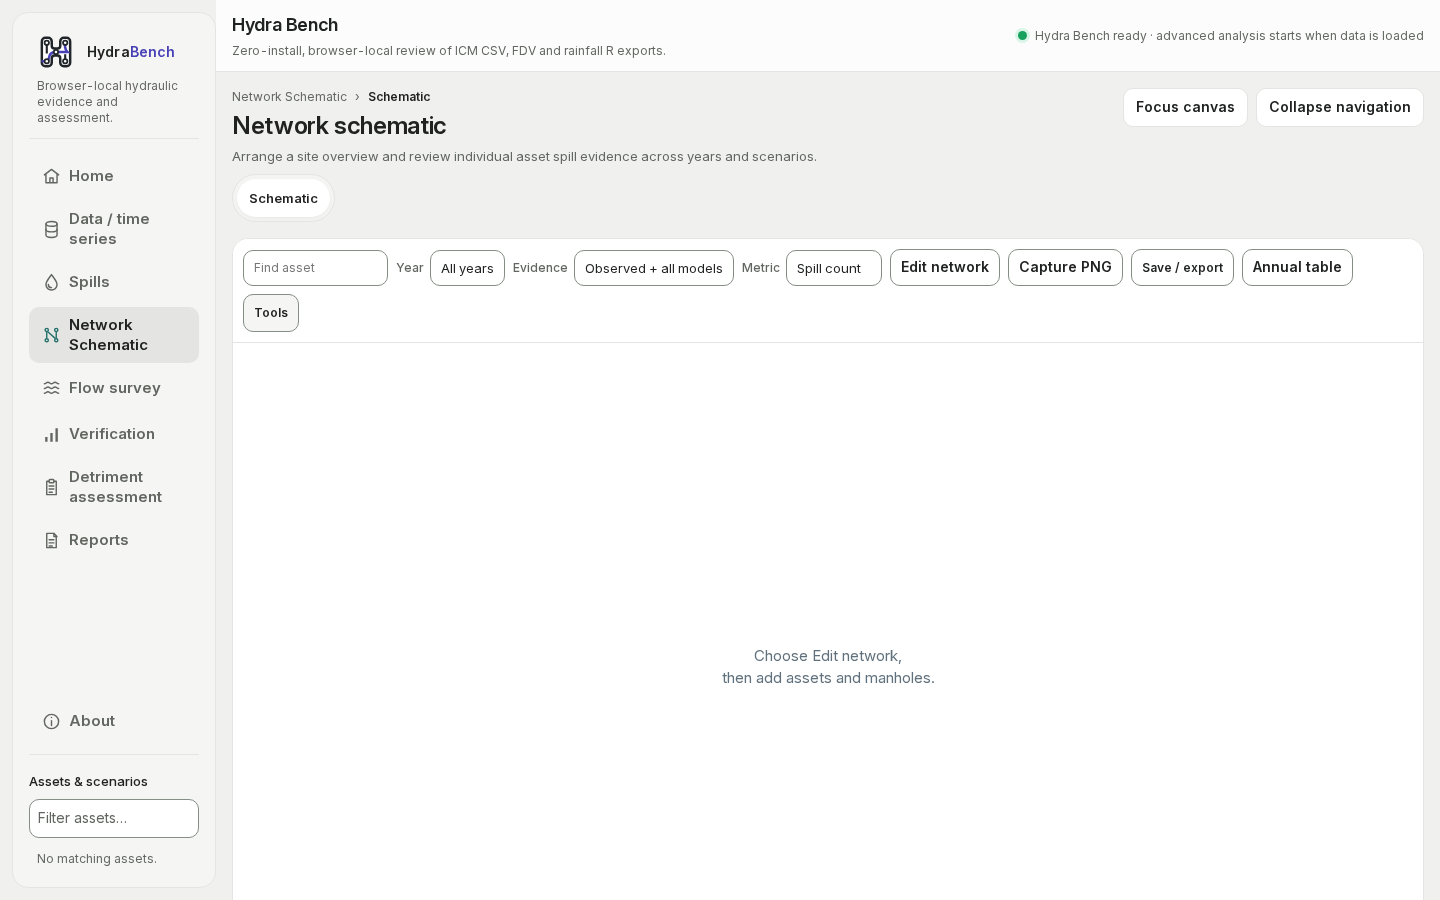 HydraBench
Browser-local hydraulic
evidence and
assessment.
Home
Data / time
series
Spills
Network
Schematic
Flow survey
Verification
Detriment
assessment
Reports
About
Assets & scenarios
Filter assets…
No matching assets.
Hydra Bench
Zero-install, browser-local review of ICM CSV, FDV and rainfall R exports.
Hydra Bench ready · advanced analysis starts when data is loaded
Network Schematic › Schematic
Network schematic
Arrange a site overview and review individual asset spill evidence across years and scenarios.
Focus canvas
Collapse navigation
Schematic
Find asset Year All years Evidence Observed + all models Metric Spill count Edit network Capture PNG Save / export Annual table
Tools
Choose Edit network,
then add assets and manholes.